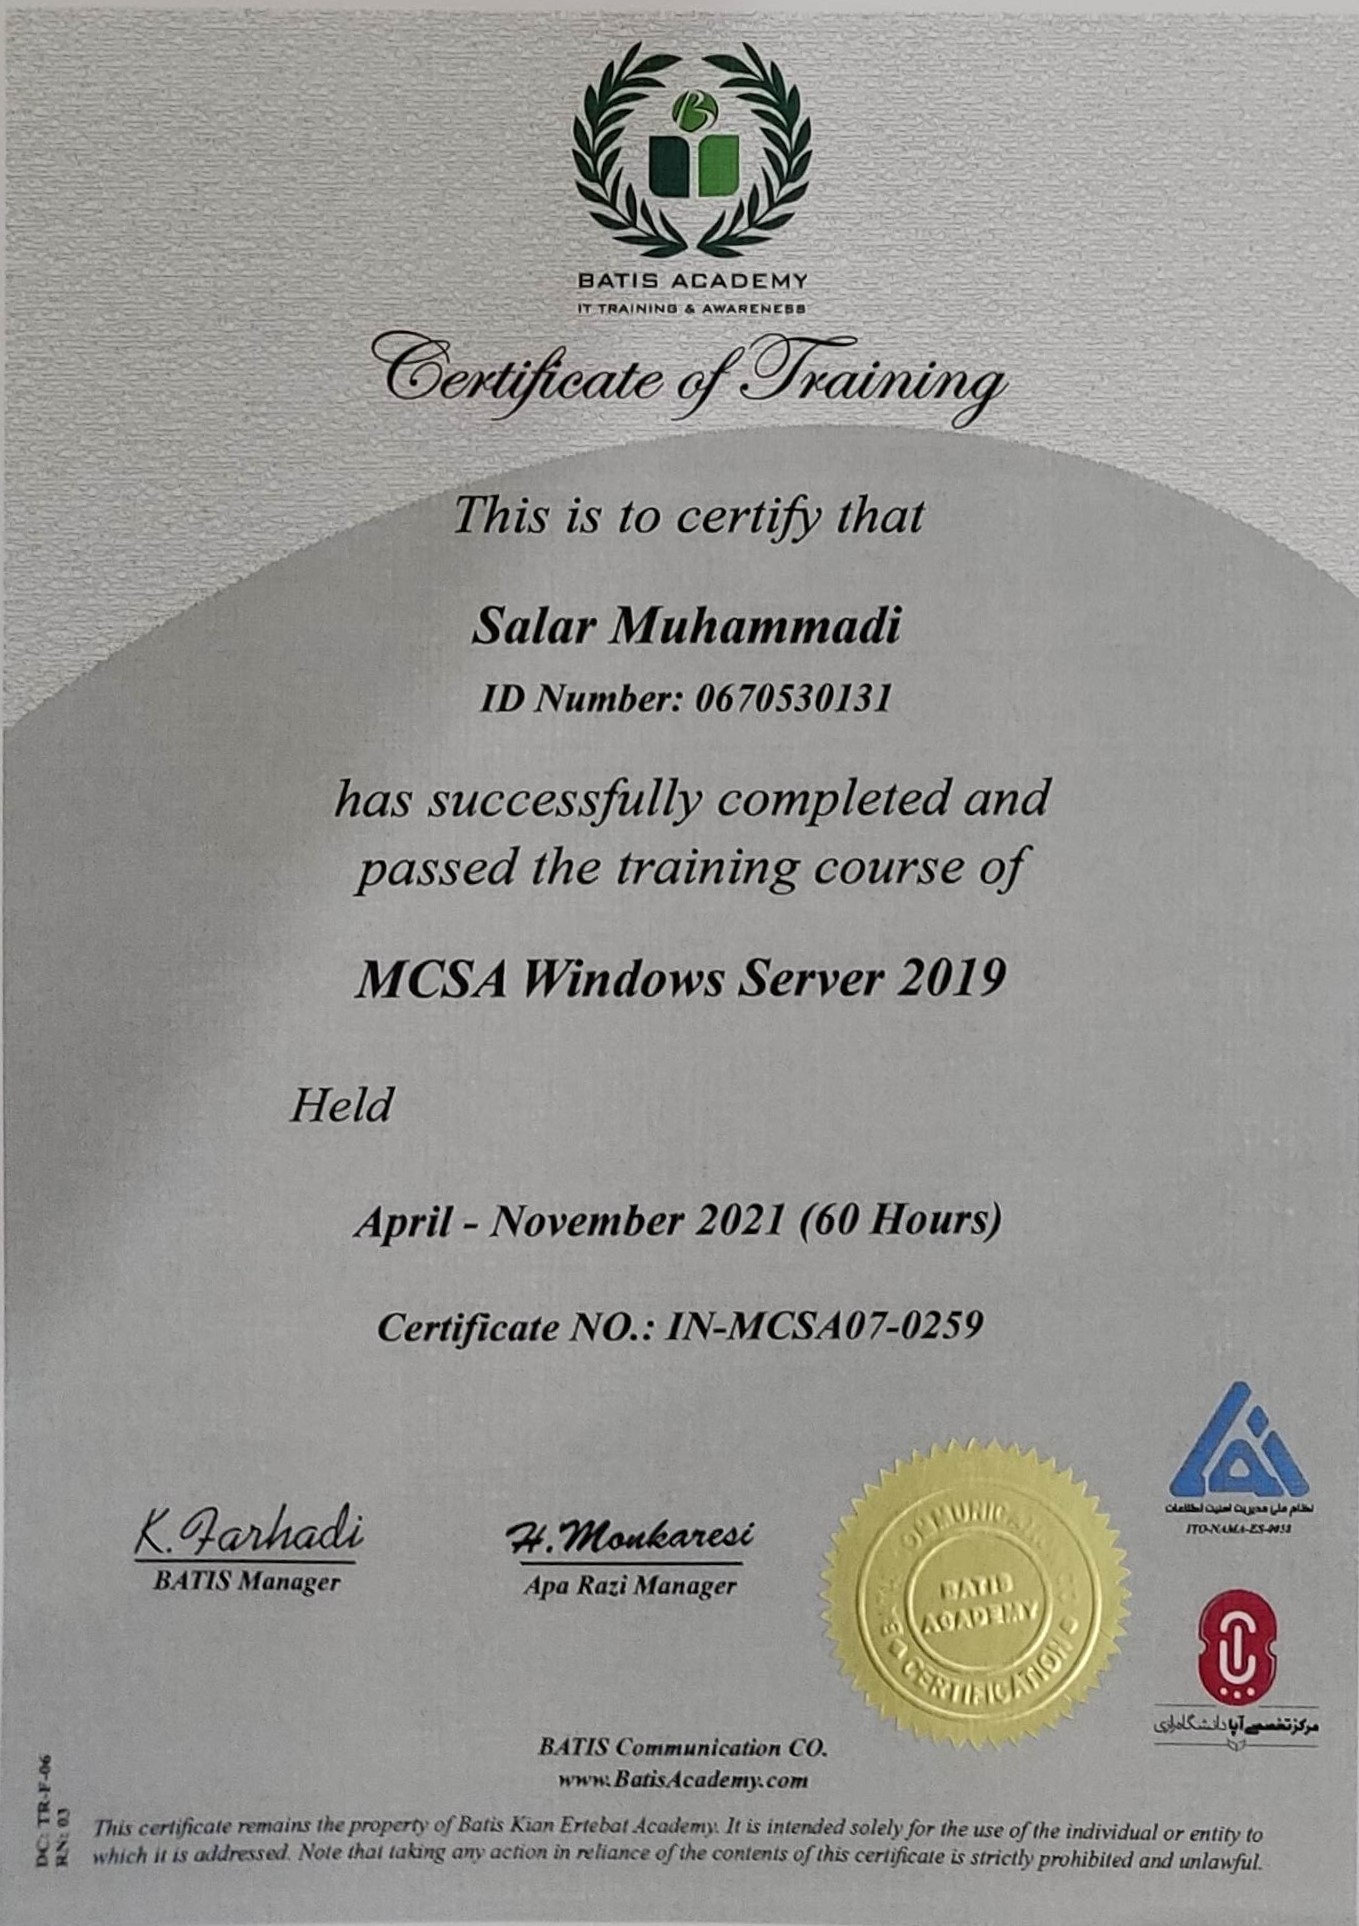 BATIS ACADEMY
IT TRAINING & AWARENESS
Certificate of Training
This is to certify that
Salar Muhammadi
ID Number: 0670530131
has successfully completed and
passed the training course of
MCSA Windows Server 2019
Held
April - November 2021 (60 Hours)
Certificate NO.: IN-MCSA07-0259
نظام ملی مدیریت امنیت اطلاعات
ITO-NAMA-ES-0058
K. Farhadi
BATIS Manager
H. Monkaresi
Apa Razi Manager
BATIS
ACADEMY
CERTIFICATION
مرکز تخصصی آپا دانشگاه رازی
BATIS Communication CO.
www.BatisAcademy.com
DC: TR-F-06
RN: 03
This certificate remains the property of Batis Kian Ertebat Academy. It is intended solely for the use of the individual or entity to
which it is addressed. Note that taking any action in reliance of the contents of this certificate is strictly prohibited and unlawful.